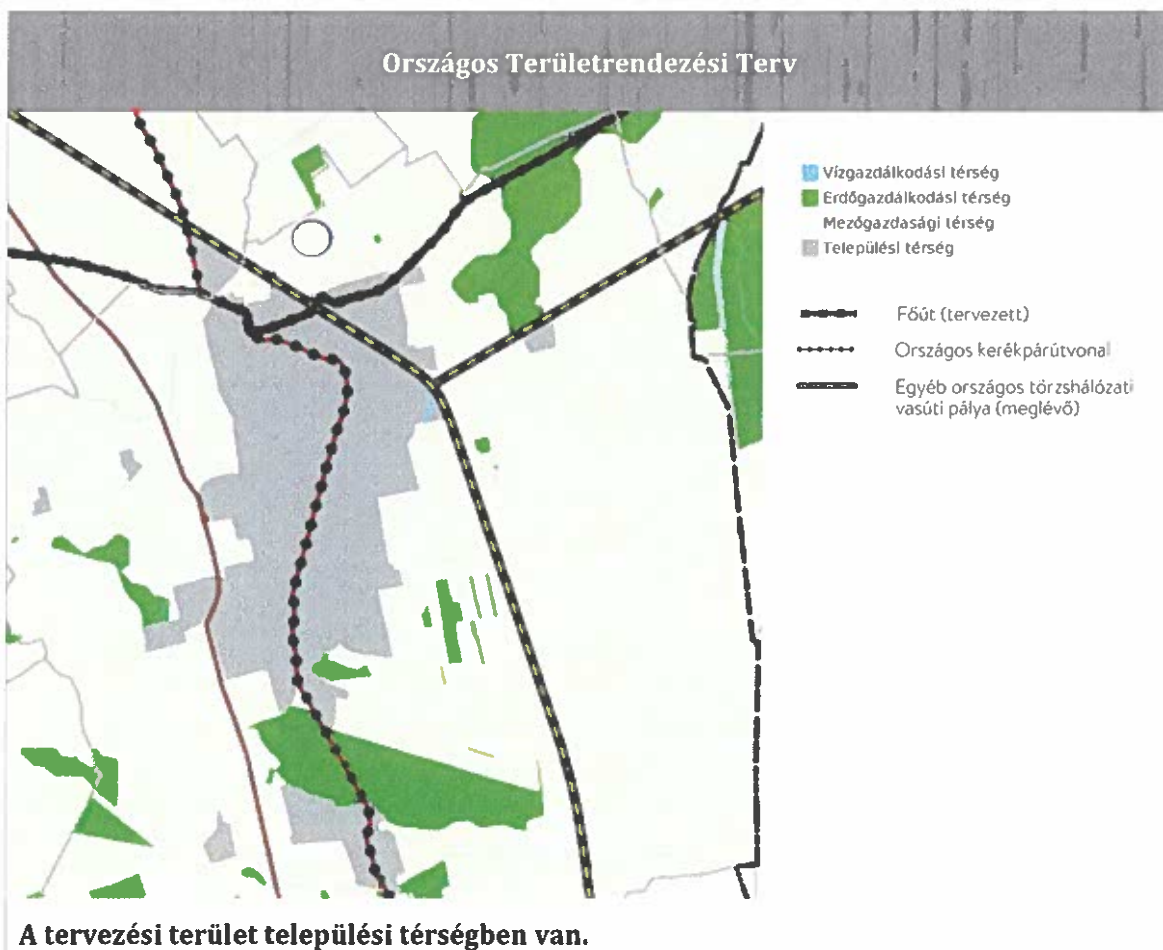 Országos Területrendezési Terv
Vízgazdálkodási térség
Erdőgazdálkodási térség
Mezőgazdasági térség
Települési térség
Főút (tervezett)
Országos kerékpárútvonal
Egyéb országos törzshálózati
vasúti pálya (meglévő)
A tervezési terület települési térségben van.